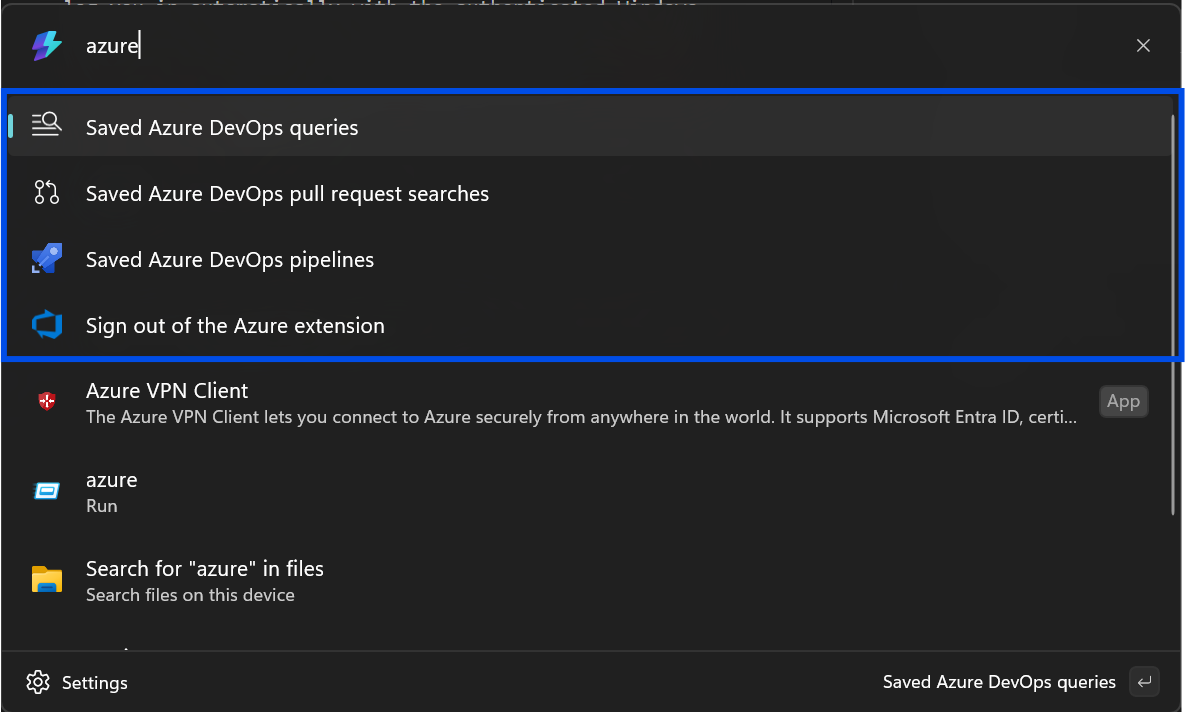 azure
Saved Azure DevOps queries
Saved Azure DevOps pull request searches
Saved Azure DevOps pipelines
Sign out of the Azure extension
Azure VPN Client
The Azure VPN Client lets you connect to Azure securely from anywhere in the world. It supports Microsoft Entra ID, certi...
App
azure
Run
Search for "azure" in files
Search files on this device
Settings
Saved Azure DevOps queries